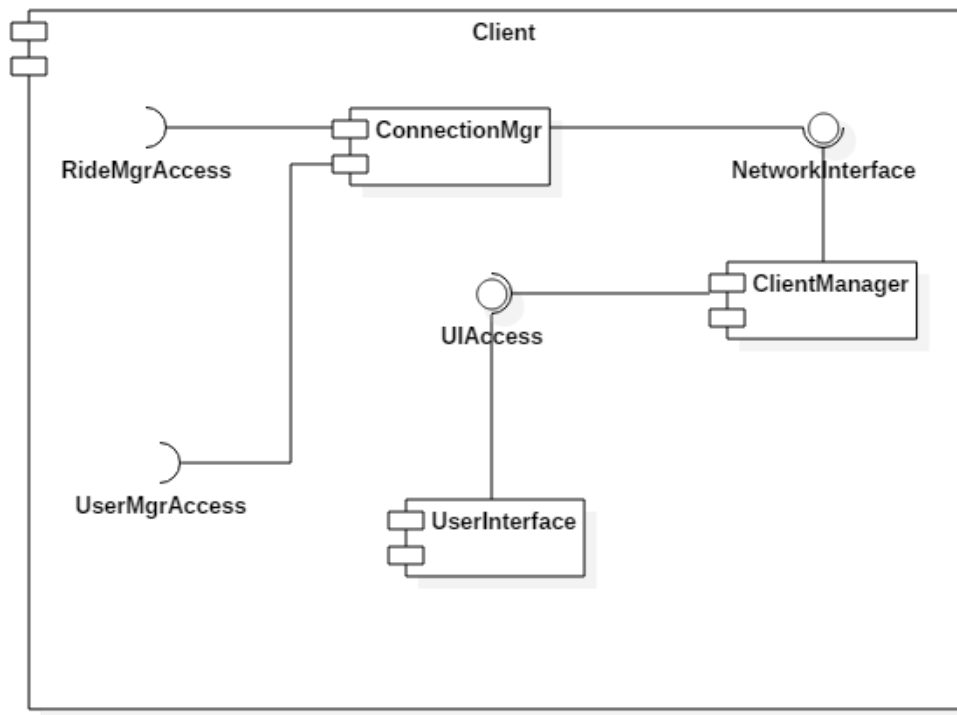 Client
ConnectionMgr
RideMgrAccess
NetworkInterface
ClientManager
UIAccess
UserMgrAccess
UserInterface